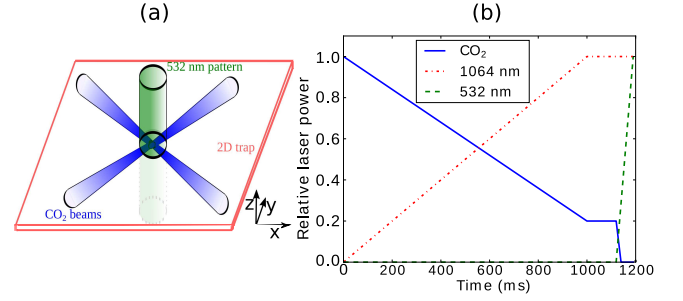 (a)
532 nm pattern
2D trap
CO₂ beams
z
y
x
(b)
CO₂
1064 nm
532 nm
Relative laser power
1.0
0.8
0.6
0.4
0.2
0.0
0 200 400 600 800 1000 1200
Time (ms)